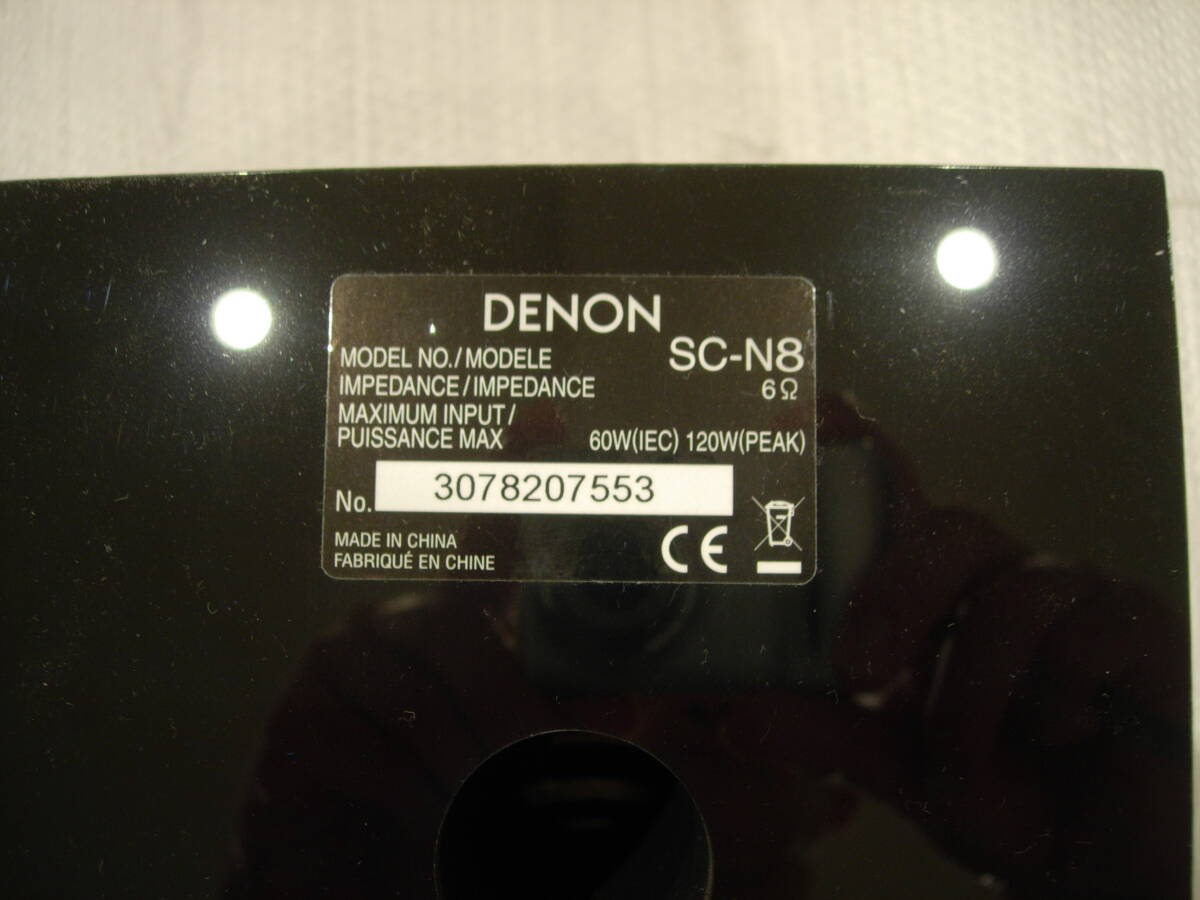 DENON
MODEL NO./MODELE SC-N8
IMPEDANCE/IMPEDANCE 6Ω
MAXIMUM INPUT/
PUISSANCE MAX 60W(IEC) 120W(PEAK)
No. 3078207553
MADE IN CHINA
FABRIQUÉ EN CHINE
CE